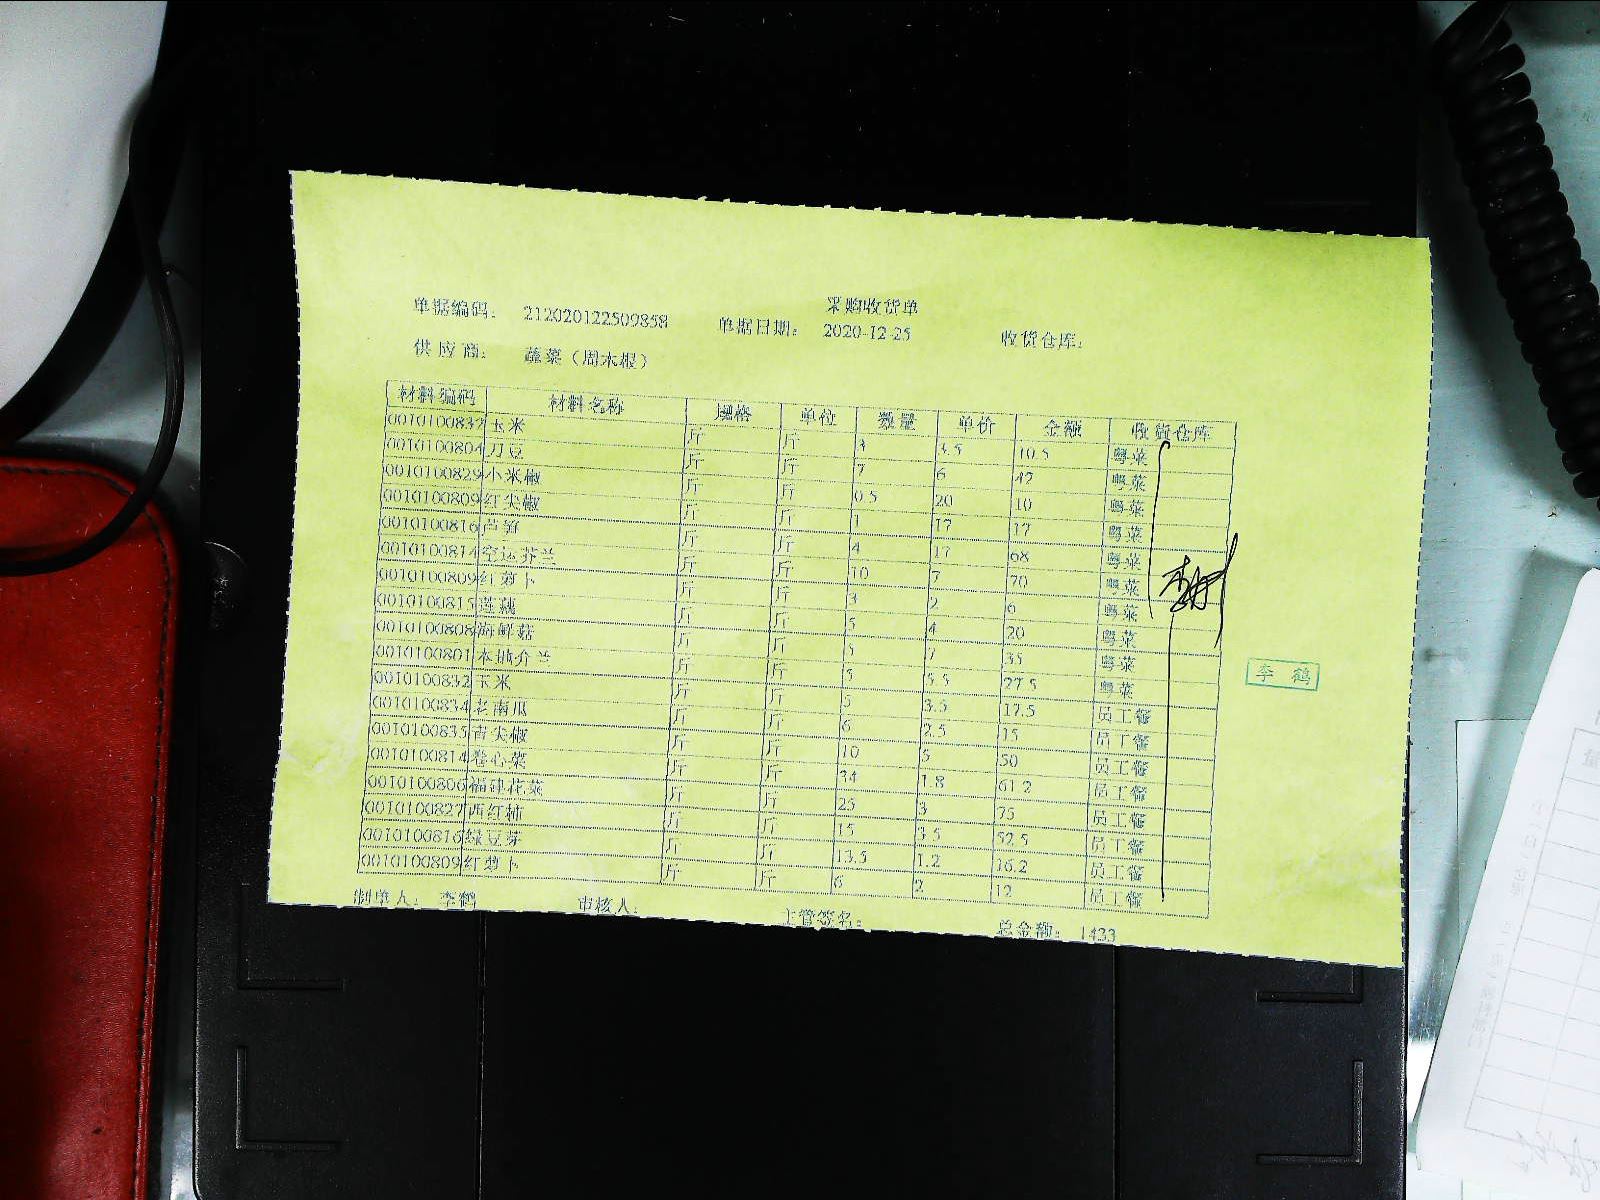 采购收货单
单据编码: 212020122509858 单据日期: 2020-12-25 收货仓库:
供应商: 蔬菜（周木根）
材料编码 材料名称 规格 单位 数量 单价 金额 收货仓库
玉米 斤 斤 3.5 10.5 粤菜
0010100804 刀豆 斤 斤 7 6 42 粤菜
0010100829 小米椒 斤 斤 0.5 20 10 粤菜
0010100809 红尖椒 斤 斤 1 17 17 粤菜
0010100816 芦笋 斤 斤 4 17 68 粤菜
0010100814 空运芥兰 斤 斤 10 7 70 粤菜
0010100809 红萝卜 斤 斤 3 2 6 粤菜
0010100815 莲藕 斤 斤 5 4 20 粤菜
0010100808 海鲜菇 斤 斤 5 7 35 粤菜
0010100801 本地介兰 斤 斤 5 5.5 27.5 粤菜
0010100832 玉米 斤 斤 5 3.5 17.5 员工餐
0010100834 老南瓜 斤 斤 6 2.5 15 员工餐
0010100835 青尖椒 斤 斤 10 5 50 员工餐
0010100814 卷心菜 斤 斤 34 1.8 61.2 员工餐
0010100806 福建花菜 斤 斤 25 3 75 员工餐
0010100827 西红柿 斤 斤 15 3.5 52.5 员工餐
0010100816 绿豆芽 斤 斤 13.5 1.2 16.2 员工餐
0010100809 红萝卜 斤 斤 6 2 12 员工餐
李鹤
制单人: 李鹤 审核人: 主管签名: 总金额: 1433